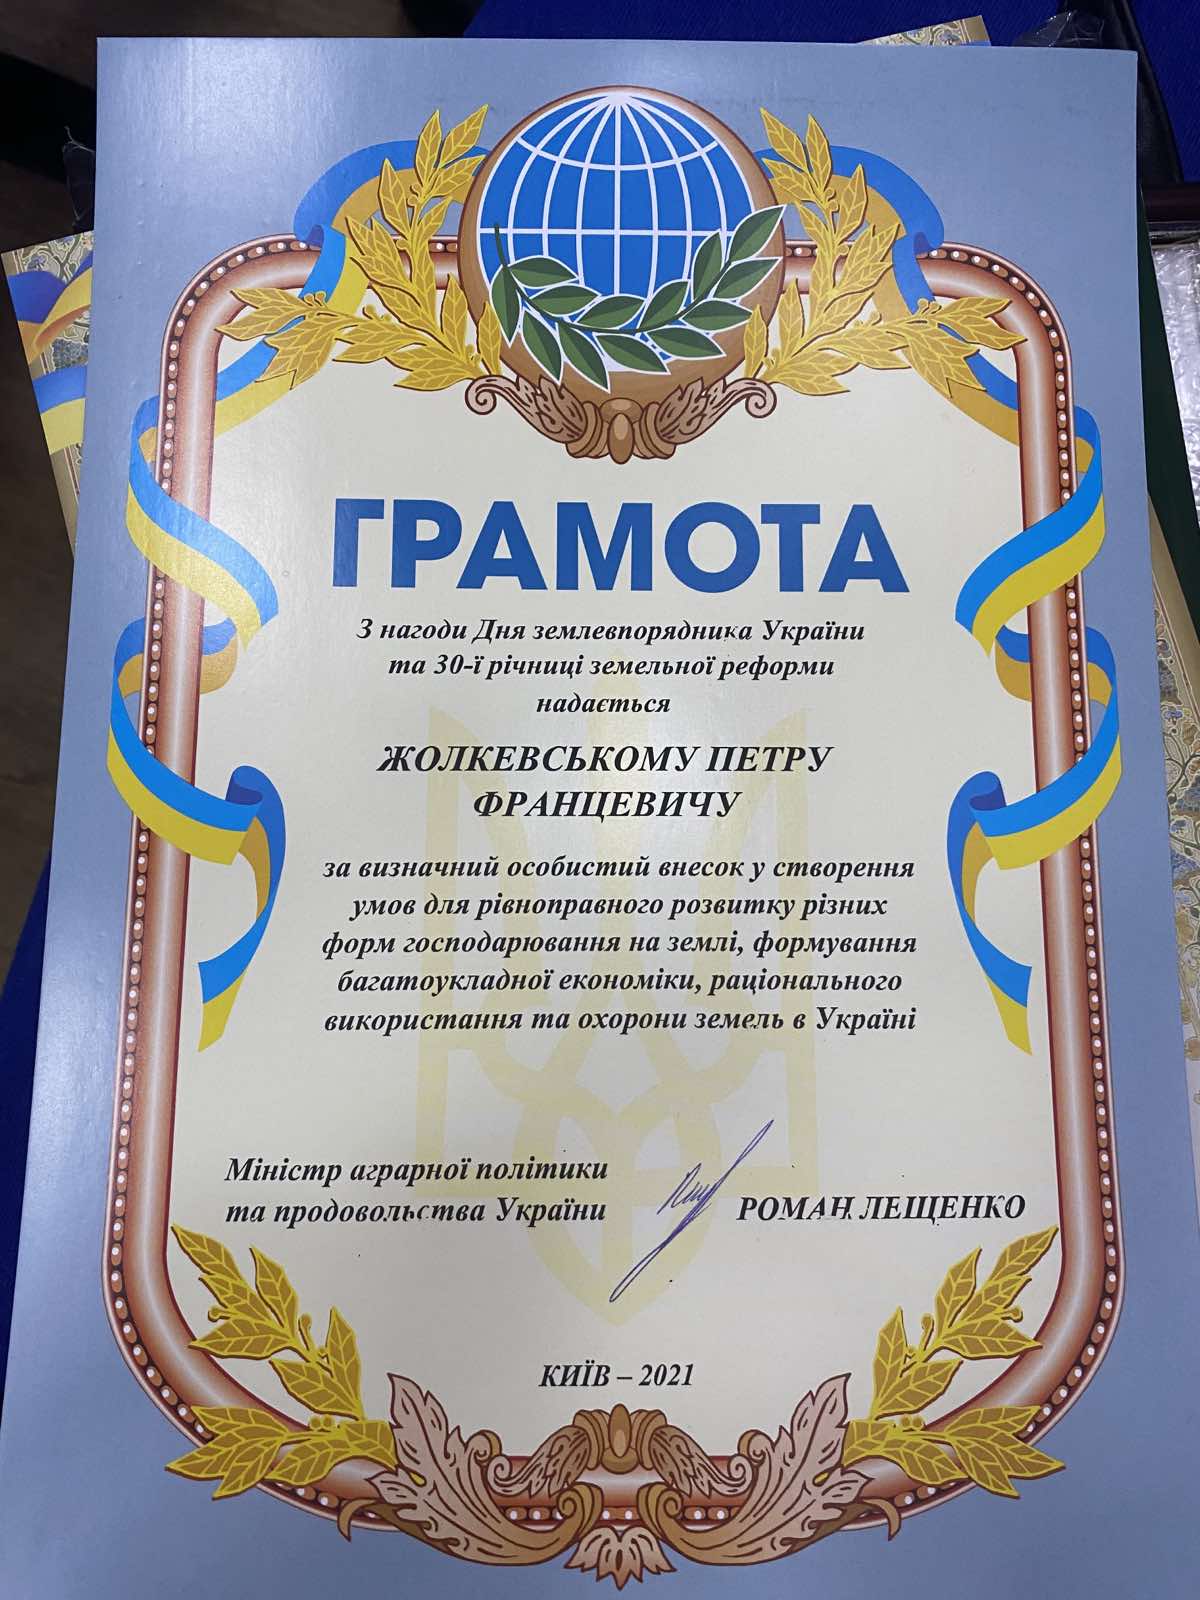 ГРАМОТА
З нагоди Дня землевпорядника України
та 30-ї річниці земельної реформи
надається
ЖОЛКЕВСЬКОМУ ПЕТРУ
ФРАНЦЕВИЧУ
за визначний особистий внесок у створення
умов для рівноправного розвитку різних
форм господарювання на землі, формування
багатоукладної економіки, раціонального
використання та охорони земель в Україні
Міністр аграрної політики
та продовольства України
РОМАН ЛЕЩЕНКО
КИЇВ – 2021